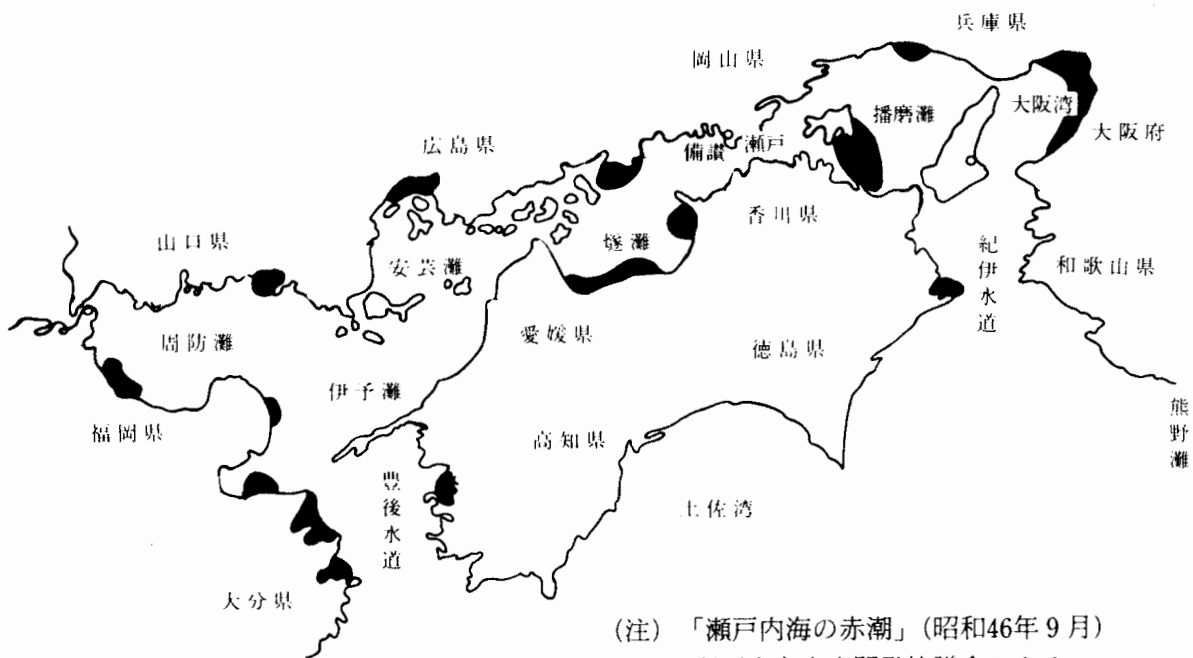 兵庫県
岡山県
大阪湾
播磨灘
大阪府
広島県
備讃瀬戸
香川県
山口県
燧灘
紀伊水道
安芸灘
和歌山県
愛媛県
周防灘
徳島県
伊予灘
熊野灘
福岡県
高知県
豊後水道
土佐湾
大分県
(注) 「瀬戸内海の赤潮」(昭和46年9月)